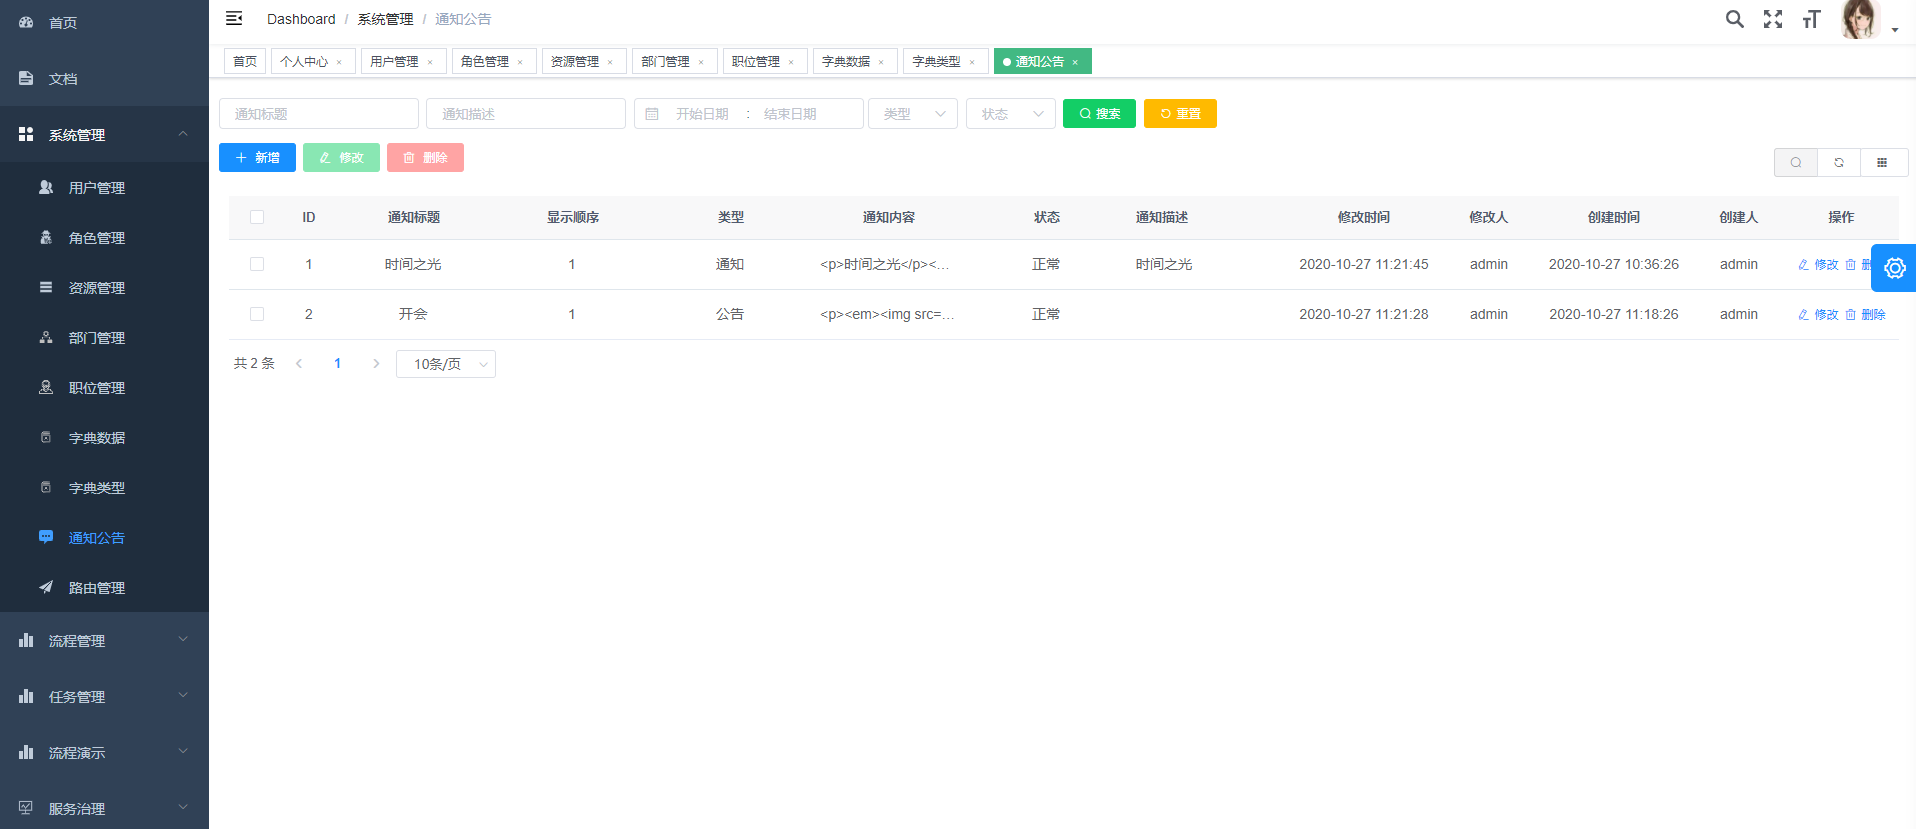 首页
文档
系统管理
用户管理
角色管理
资源管理
部门管理
职位管理
字典数据
字典类型
通知公告
路由管理
流程管理
任务管理
流程演示
服务治理
Dashboard / 系统管理 / 通知公告
首页 个人中心 × 用户管理 × 角色管理 × 资源管理 × 部门管理 × 职位管理 × 字典数据 × 字典类型 × 通知公告 ×
通知标题 通知描述 开始日期 : 结束日期 类型 状态 搜索 重置
新增 修改 删除
ID 通知标题 显示顺序 类型 通知内容 状态 通知描述 修改时间 修改人 创建时间 创建人 操作
1 时间之光 1 通知 <p>时间之光</p><... 正常 时间之光 2020-10-27 11:21:45 admin 2020-10-27 10:36:26 admin 修改
2 开会 1 公告 <p><em><img src=... 正常 2020-10-27 11:21:28 admin 2020-10-27 11:18:26 admin 修改 删除
共 2 条 1 10条/页